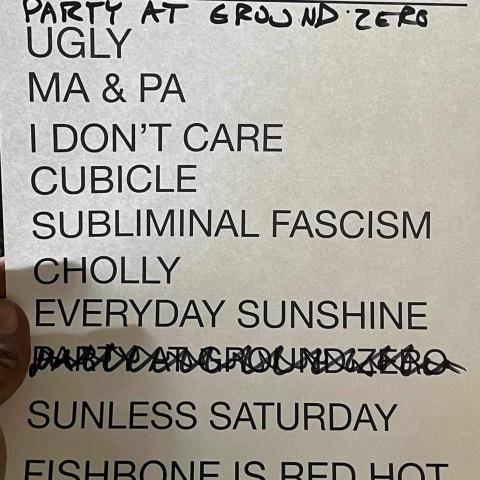 PARTY AT GROUND ZERO
UGLY
MA & PA
I DON'T CARE
CUBICLE
SUBLIMINAL FASCISM
CHOLLY
EVERYDAY SUNSHINE
PARTY AT GROUND ZERO
SUNLESS SATURDAY
FISHBONE IS RED HOT